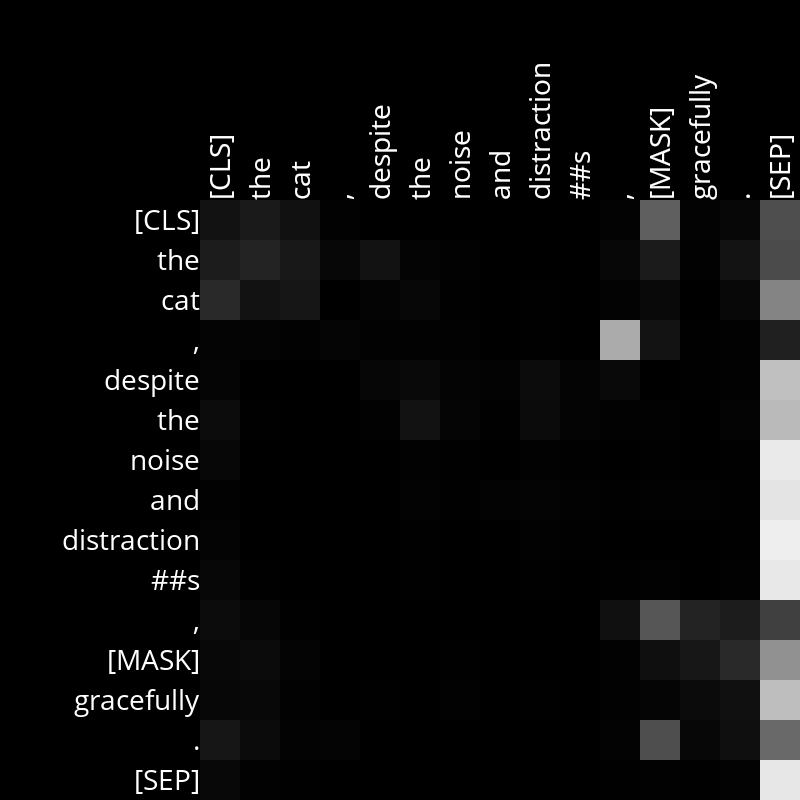 [CLS] the cat , despite the noise and distraction ##s , [MASK] gracefully . [SEP]
[CLS]
the
cat
,
despite
the
noise
and
distraction
##s
,
[MASK]
gracefully
.
[SEP]